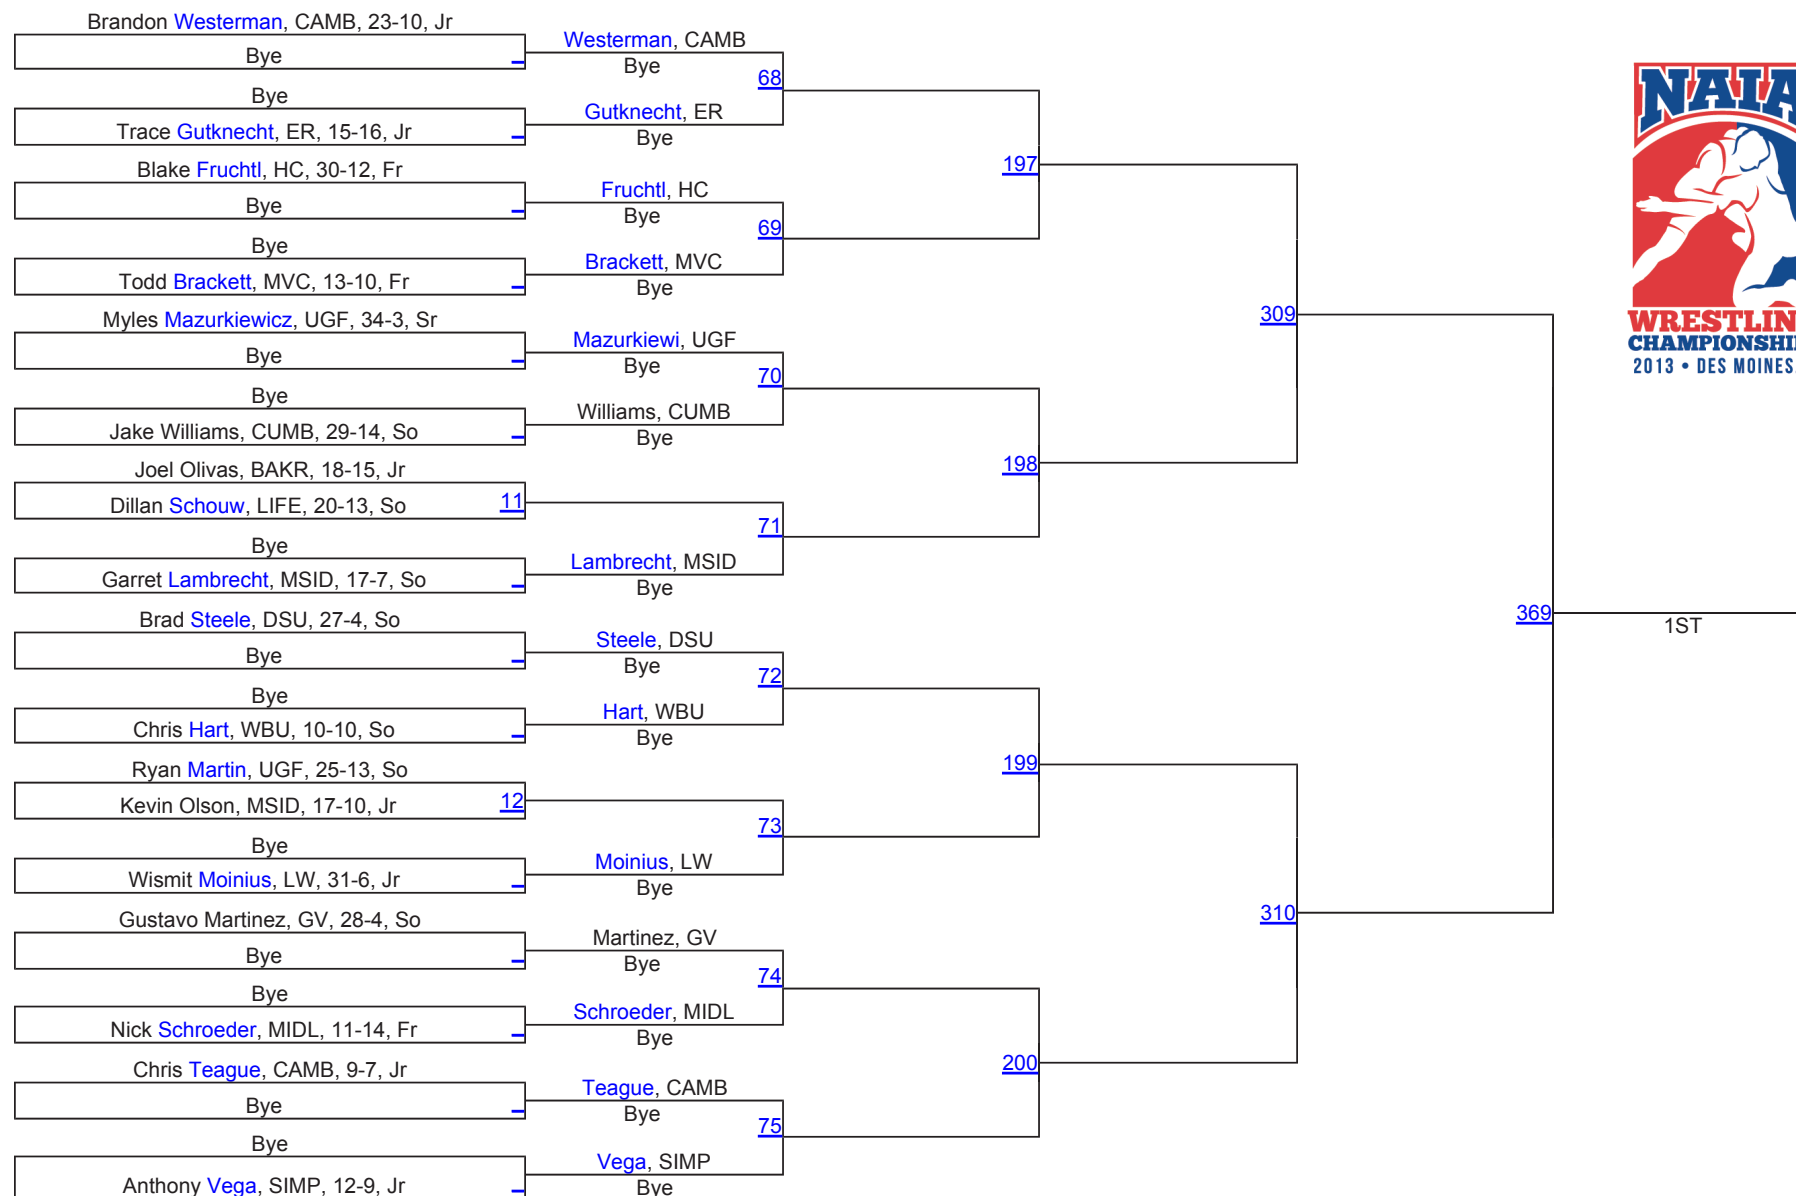 Brandon Westerman, CAMB, 23-10, Jr
Bye
Bye
Trace Gutknecht, ER, 15-16, Jr
Blake Fruchtl, HC, 30-12, Fr
Bye
Bye
Todd Brackett, MVC, 13-10, Fr
Myles Mazurkiewicz, UGF, 34-3, Sr
Bye
Bye
Jake Williams, CUMB, 29-14, So
Joel Olivas, BAKR, 18-15, Jr
Dillan Schouw, LIFE, 20-13, So
11
Bye
Garret Lambrecht, MSID, 17-7, So
Brad Steele, DSU, 27-4, So
Bye
Bye
Chris Hart, WBU, 10-10, So
Ryan Martin, UGF, 25-13, So
Kevin Olson, MSID, 17-10, Jr
12
Bye
Wismit Moinius, LW, 31-6, Jr
Gustavo Martinez, GV, 28-4, So
Bye
Bye
Nick Schroeder, MIDL, 11-14, Fr
Chris Teague, CAMB, 9-7, Jr
Bye
Bye
Anthony Vega, SIMP, 12-9, Jr
Westerman, CAMB
Bye
68
Gutknecht, ER
Bye
Fruchtl, HC
Bye
69
Brackett, MVC
Bye
Mazurkiewi, UGF
Bye
70
Williams, CUMB
Bye
71
Lambrecht, MSID
Bye
Steele, DSU
Bye
72
Hart, WBU
Bye
73
Moinius, LW
Bye
Martinez, GV
Bye
74
Schroeder, MIDL
Bye
Teague, CAMB
Bye
75
Vega, SIMP
Bye
197
198
199
200
309
310
369
1ST
NAIA
WRESTLIN
CHAMPIONSHI
2013 • DES MOINES